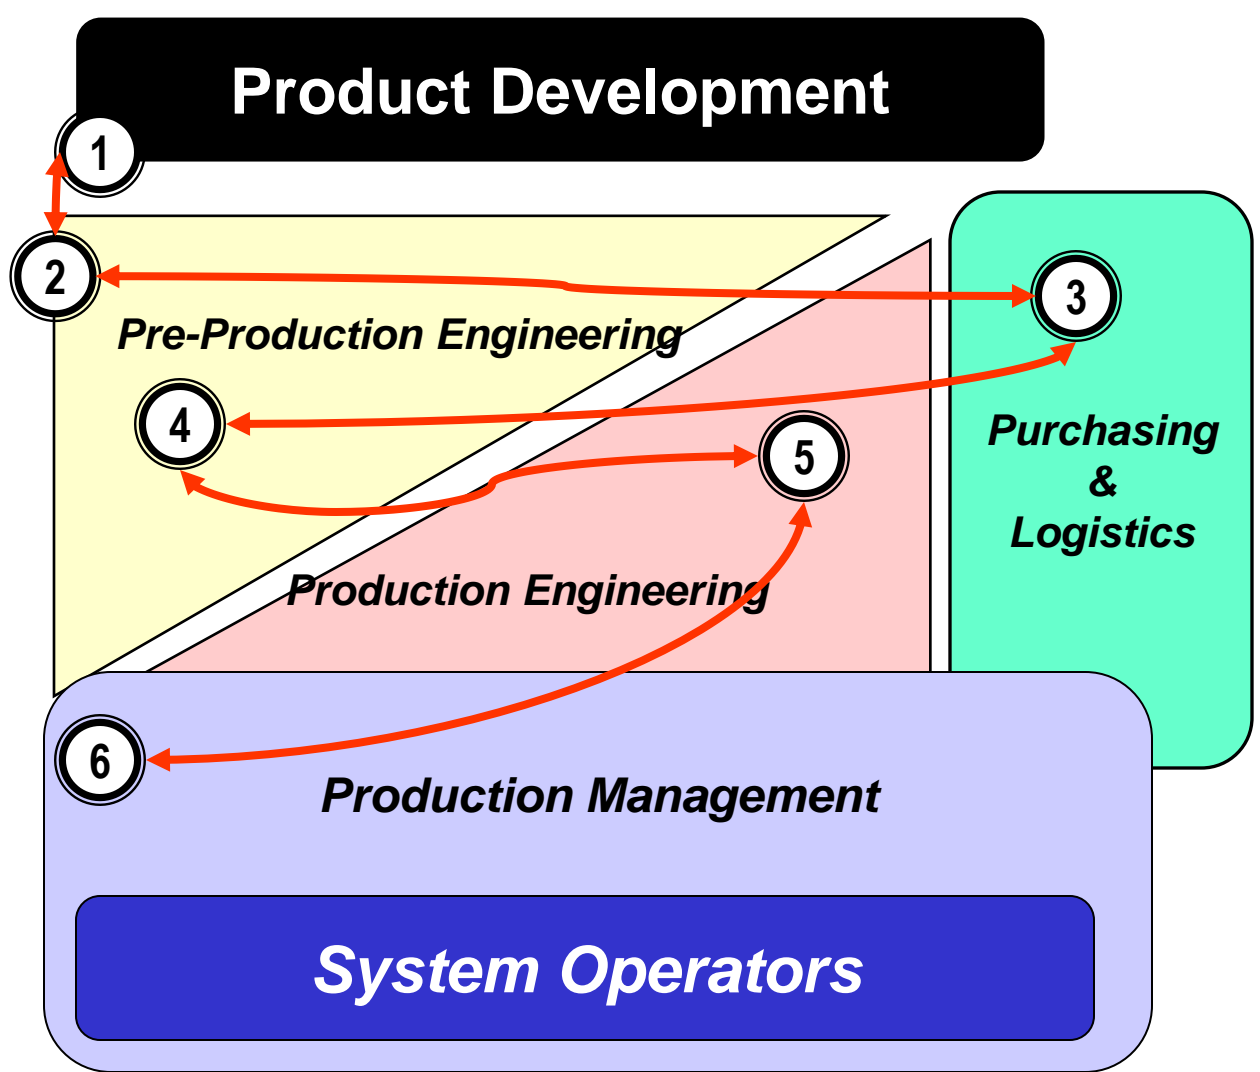 Product Development
1
2
3
Pre-Production Engineering
4
5
Purchasing
&
Logistics
Production Engineering
6
Production Management
System Operators